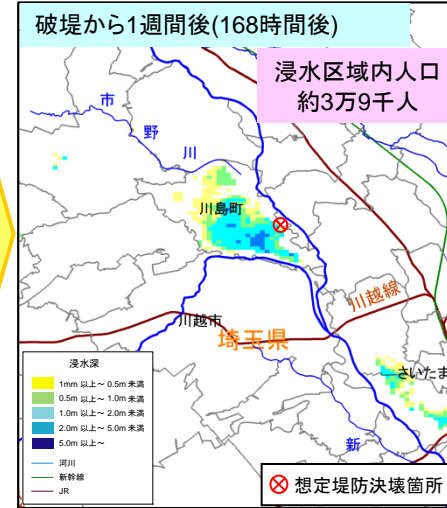 破堤から1週間後(168時間後)
浸水区域内人口
約3万9千人
市
野
川
川島町
川越線
川越市
埼玉県
さいたま
新
浸水深
1mm 以上~ 0.5m 未満
0.5m 以上~ 1.0m 未満
1.0m 以上~ 2.0m 未満
2.0m 以上~ 5.0m 未満
5.0m 以上~
河川
新幹線
JR
想定堤防決壊箇所